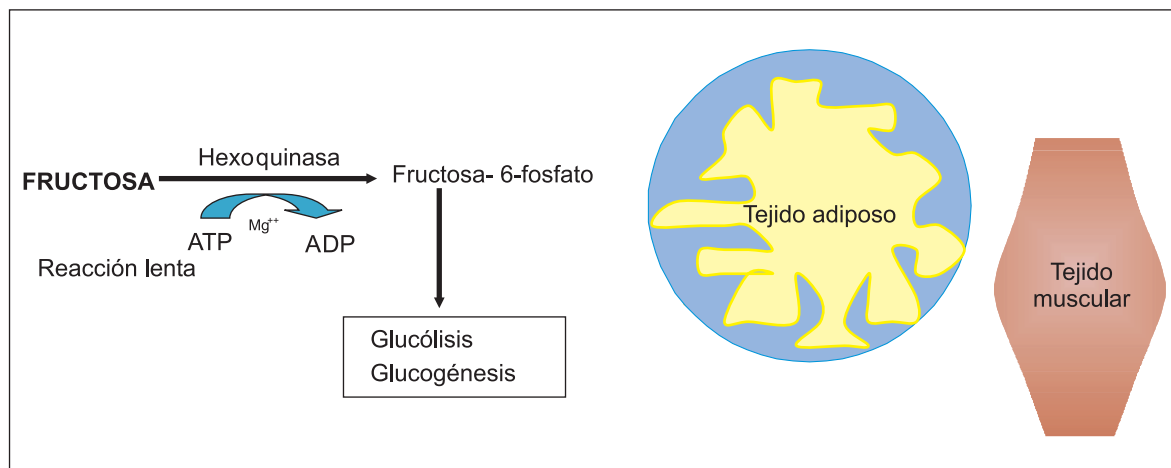 Hexoquinasa
FRUCTOSA
Fructosa- 6-fosfato
Mg++
ATP
ADP
Reacción lenta
Glucólisis
Glucogénesis
Tejido adiposo
Tejido
muscular